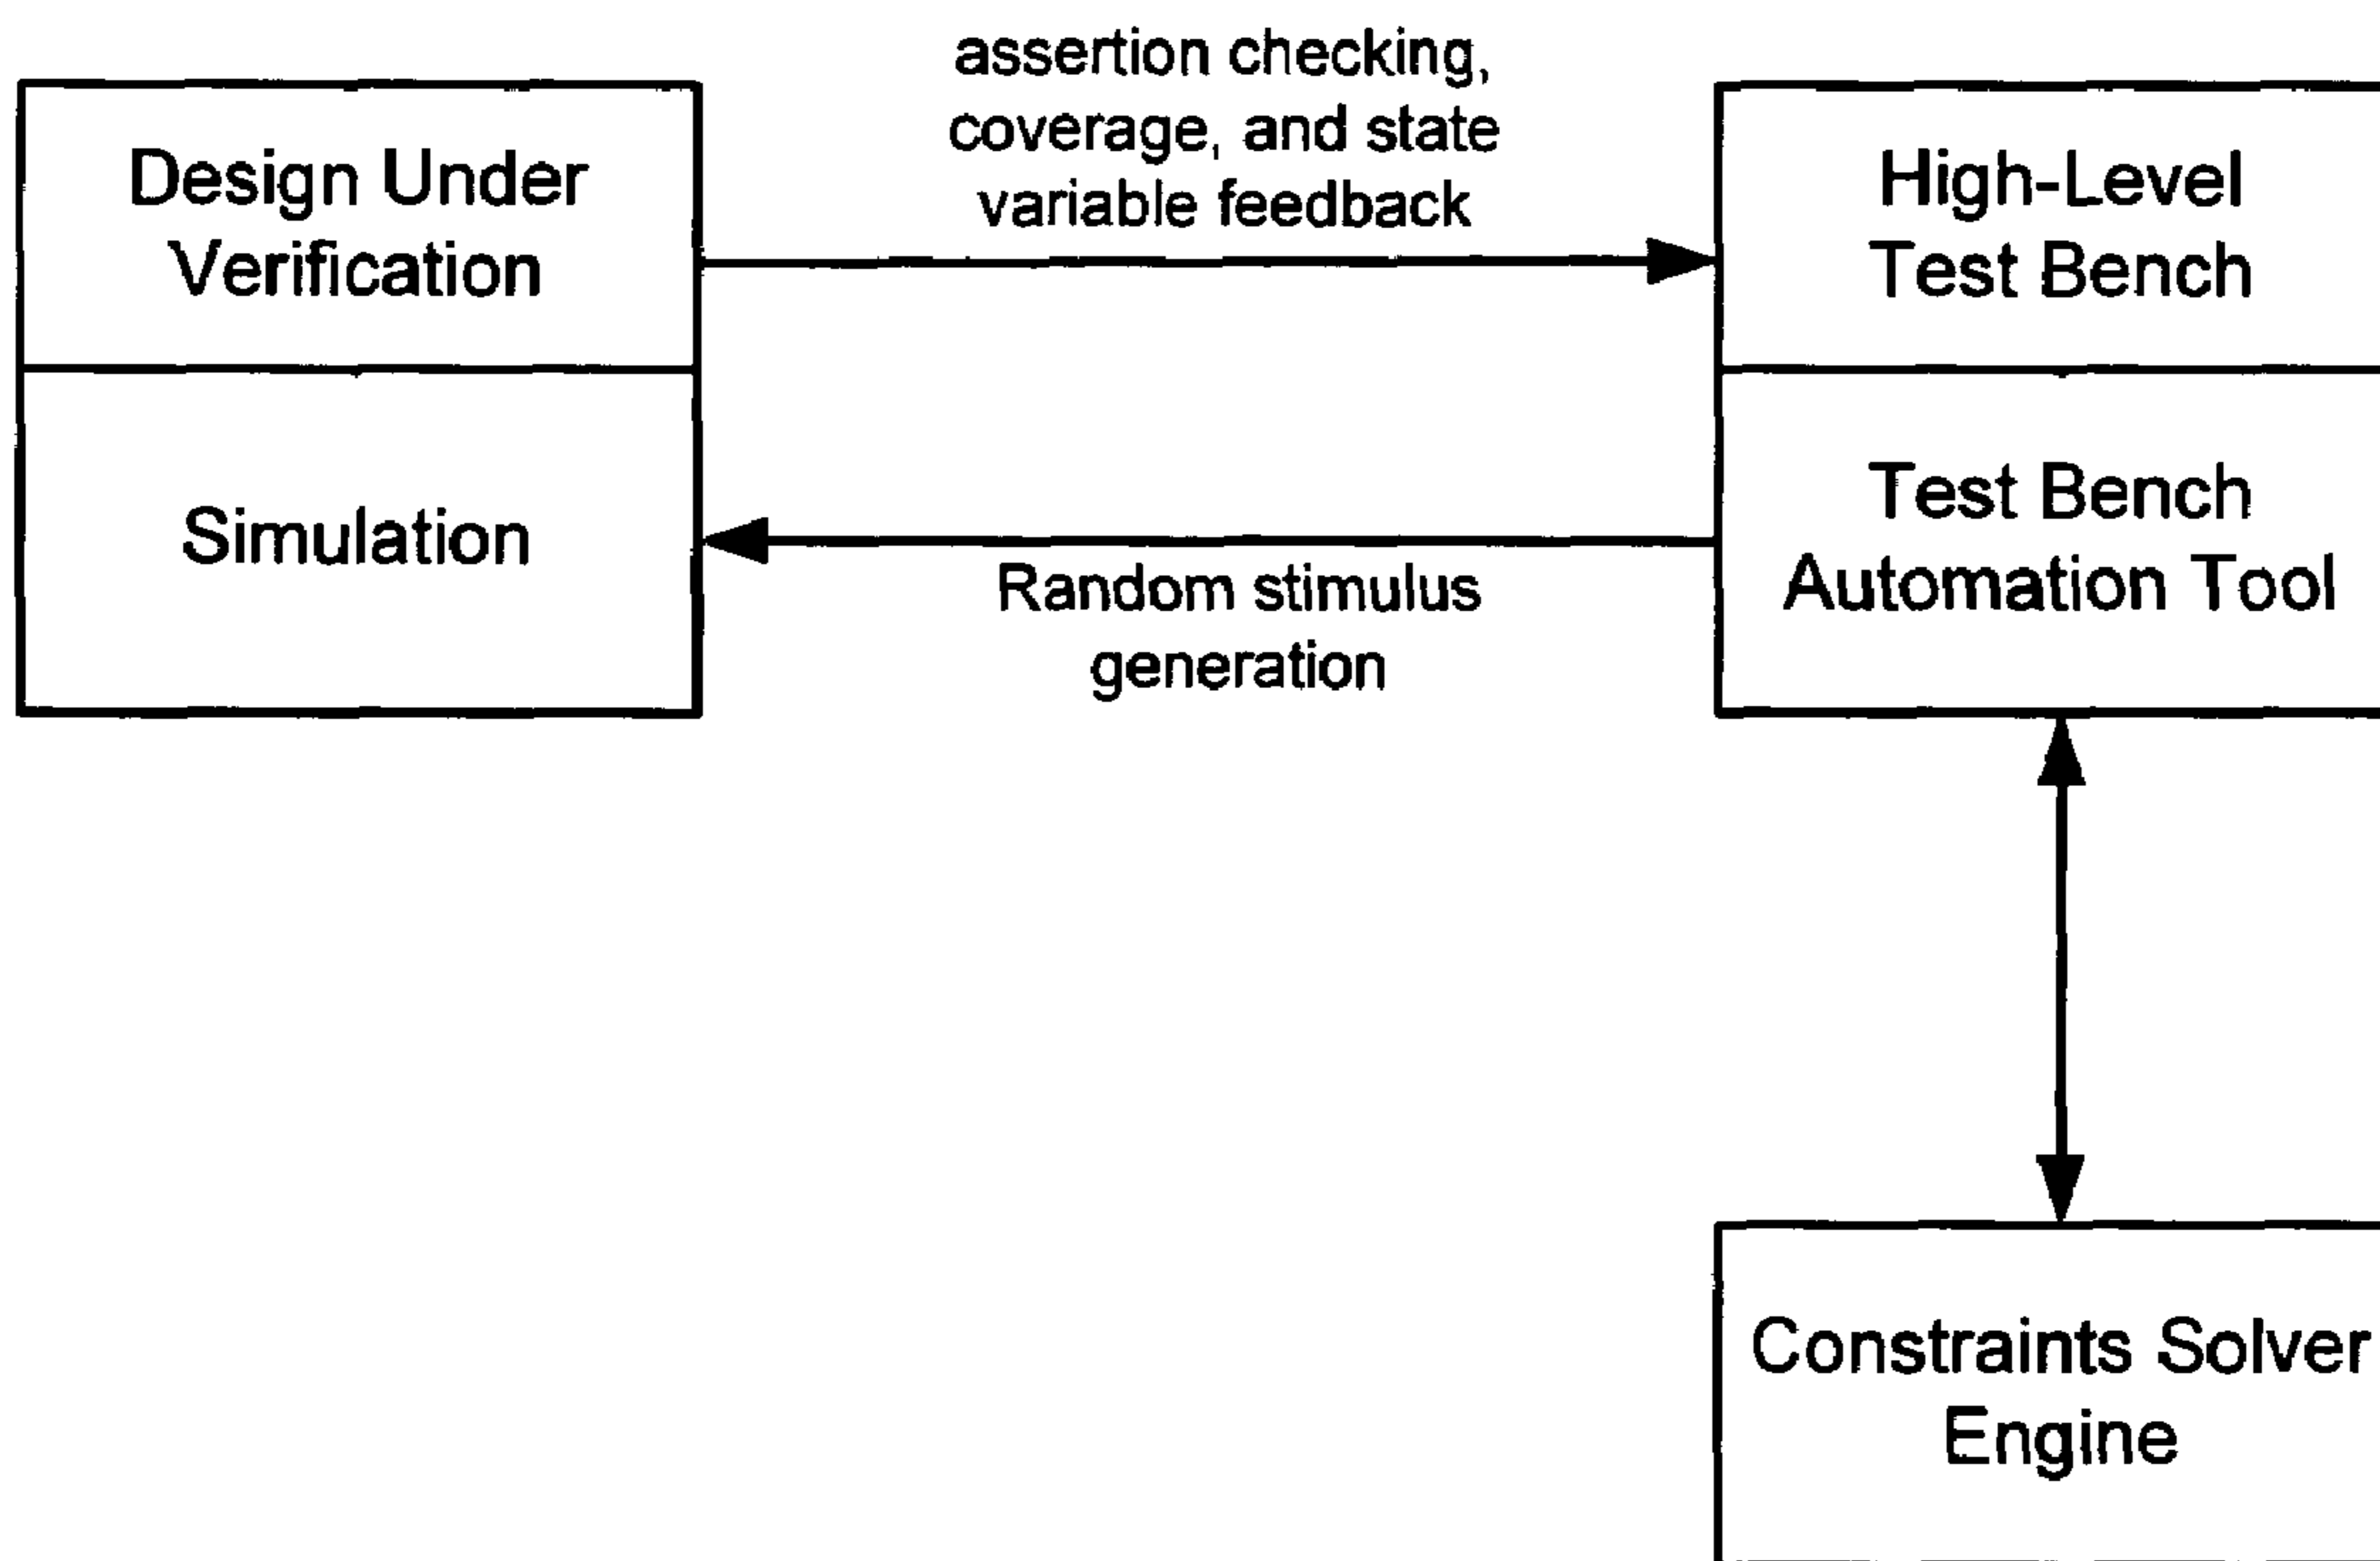 Design Under
Verification
Simulation
assertion checking,
coverage, and state
variable feedback
Random stimulus
generation
High-Level
Test Bench
Test Bench
Automation Tool
Constraints Solver
Engine